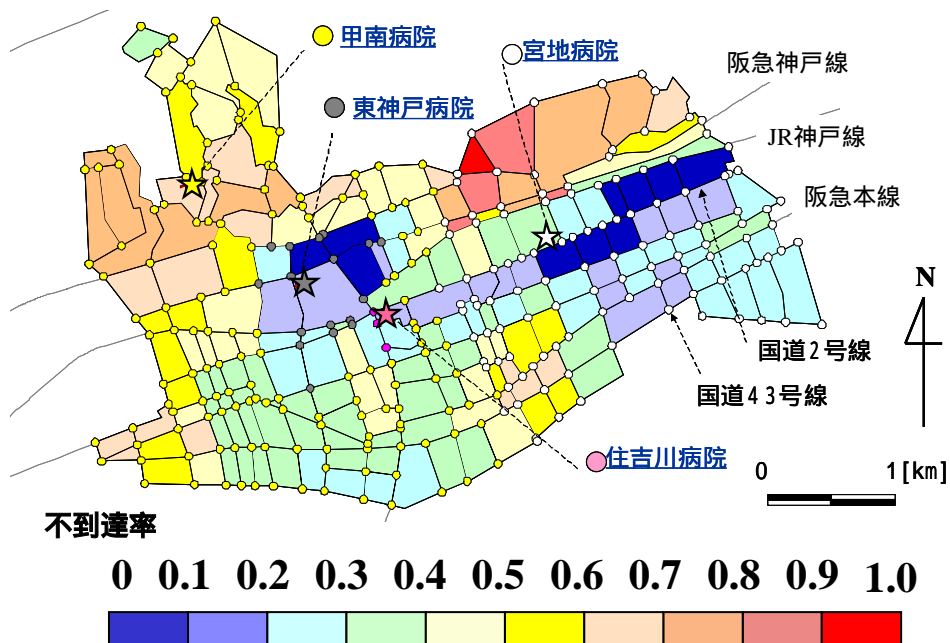 甲南病院
宮地病院
阪急神戸線
東神戸病院
JR神戸線
阪急本線
N
国道2号線
国道43号線
住吉川病院
0 1[km]
不到達率
0 0.1 0.2 0.3 0.4 0.5 0.6 0.7 0.8 0.9 1.0